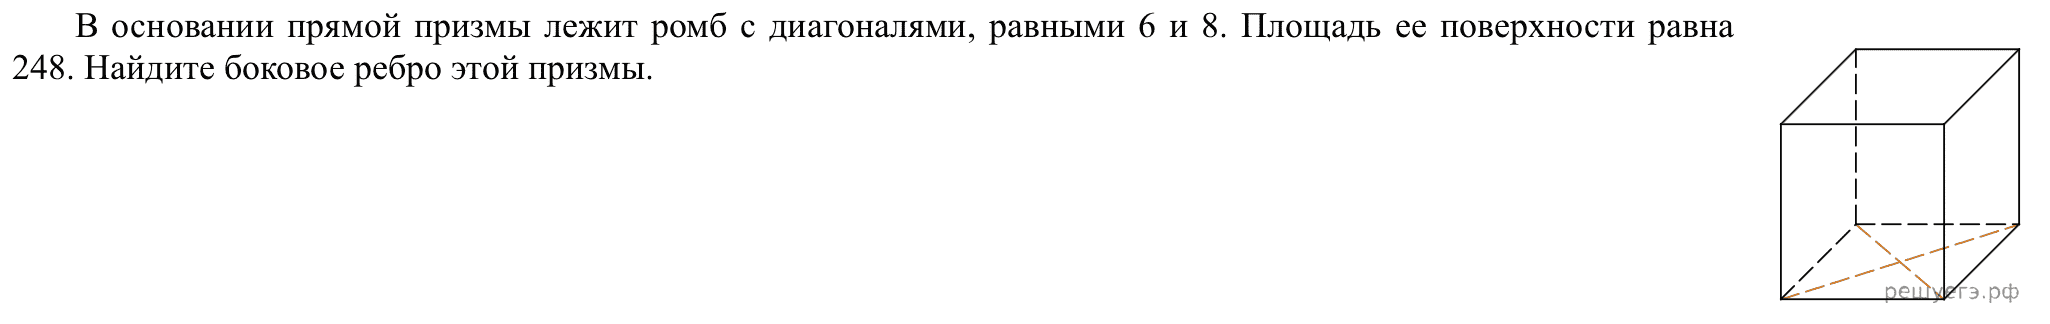 В основании прямой призмы лежит ромб с диагоналями, равными 6 и 8. Площадь ее поверхности равна
248. Найдите боковое ребро этой призмы.
решуегэ.рф